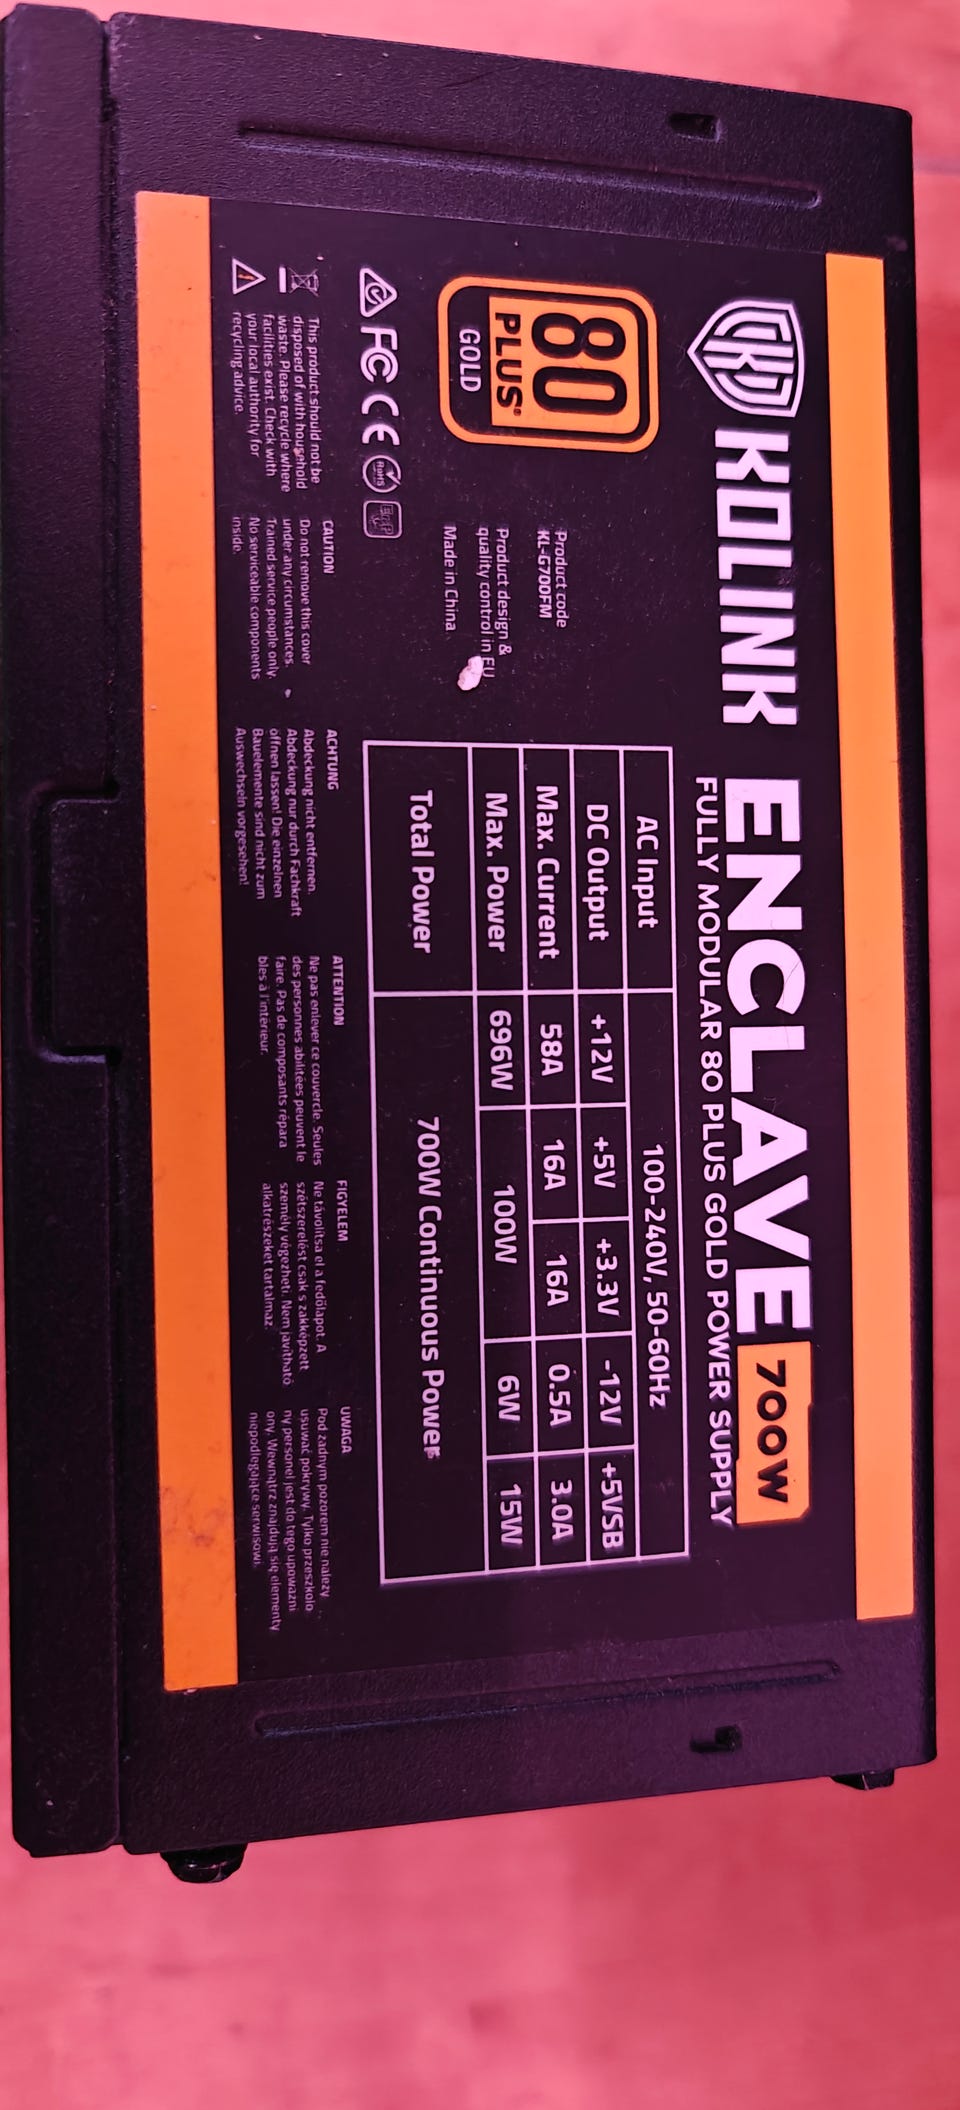 KOLINK ENCLAVE 700W
FULLY MODULAR 80 PLUS GOLD POWER SUPPLY
80
PLUS
GOLD
Product code
KL-G700FM
Product design &
quality control in EU
Made in China
AC Input 100-240V, 50-60Hz
DC Output +12V +5V +3.3V -12V +5VSB
Max. Current 58A 16A 16A 0.5A 3.0A
Max. Power 696W 100W 6W 15W
Total Power 700W Continuous Power
FC CE RoHS ErP
This product should not be
disposed of with household
waste. Please recycle where
facilities exist. Check with
your local authority for
recycling advice.
CAUTION
Do not remove this cover
under any circumstances.
Trained service people only.
No serviceable components
inside.
ACHTUNG
Abdeckung nicht entfernen.
Abdeckung nur durch Fachkraft
öffnen lassen! Die einzelnen
Bauelemente sind nicht zum
Auswechseln vorgesehen!
ATTENTION
Ne pas enlever ce couvercle. Seules
des personnes abilitées peuvent le
faire. Pas de composants répara
bles à l'intérieur.
FIGYELEM
Ne távolítsa el a fedőlapot. A
szétszerelést csak s zakképzett
személy végezheti. Nem javítható
alkatrészeket tartalmaz.
UWAGA
Pod żadnym pozorem nie należy
usuwać pokrywy. Tylko przeszkolo
ny personel jest do tego upoważni
ony. Wewnątrz znajdują się elementy
niepodlegające serwisowi.